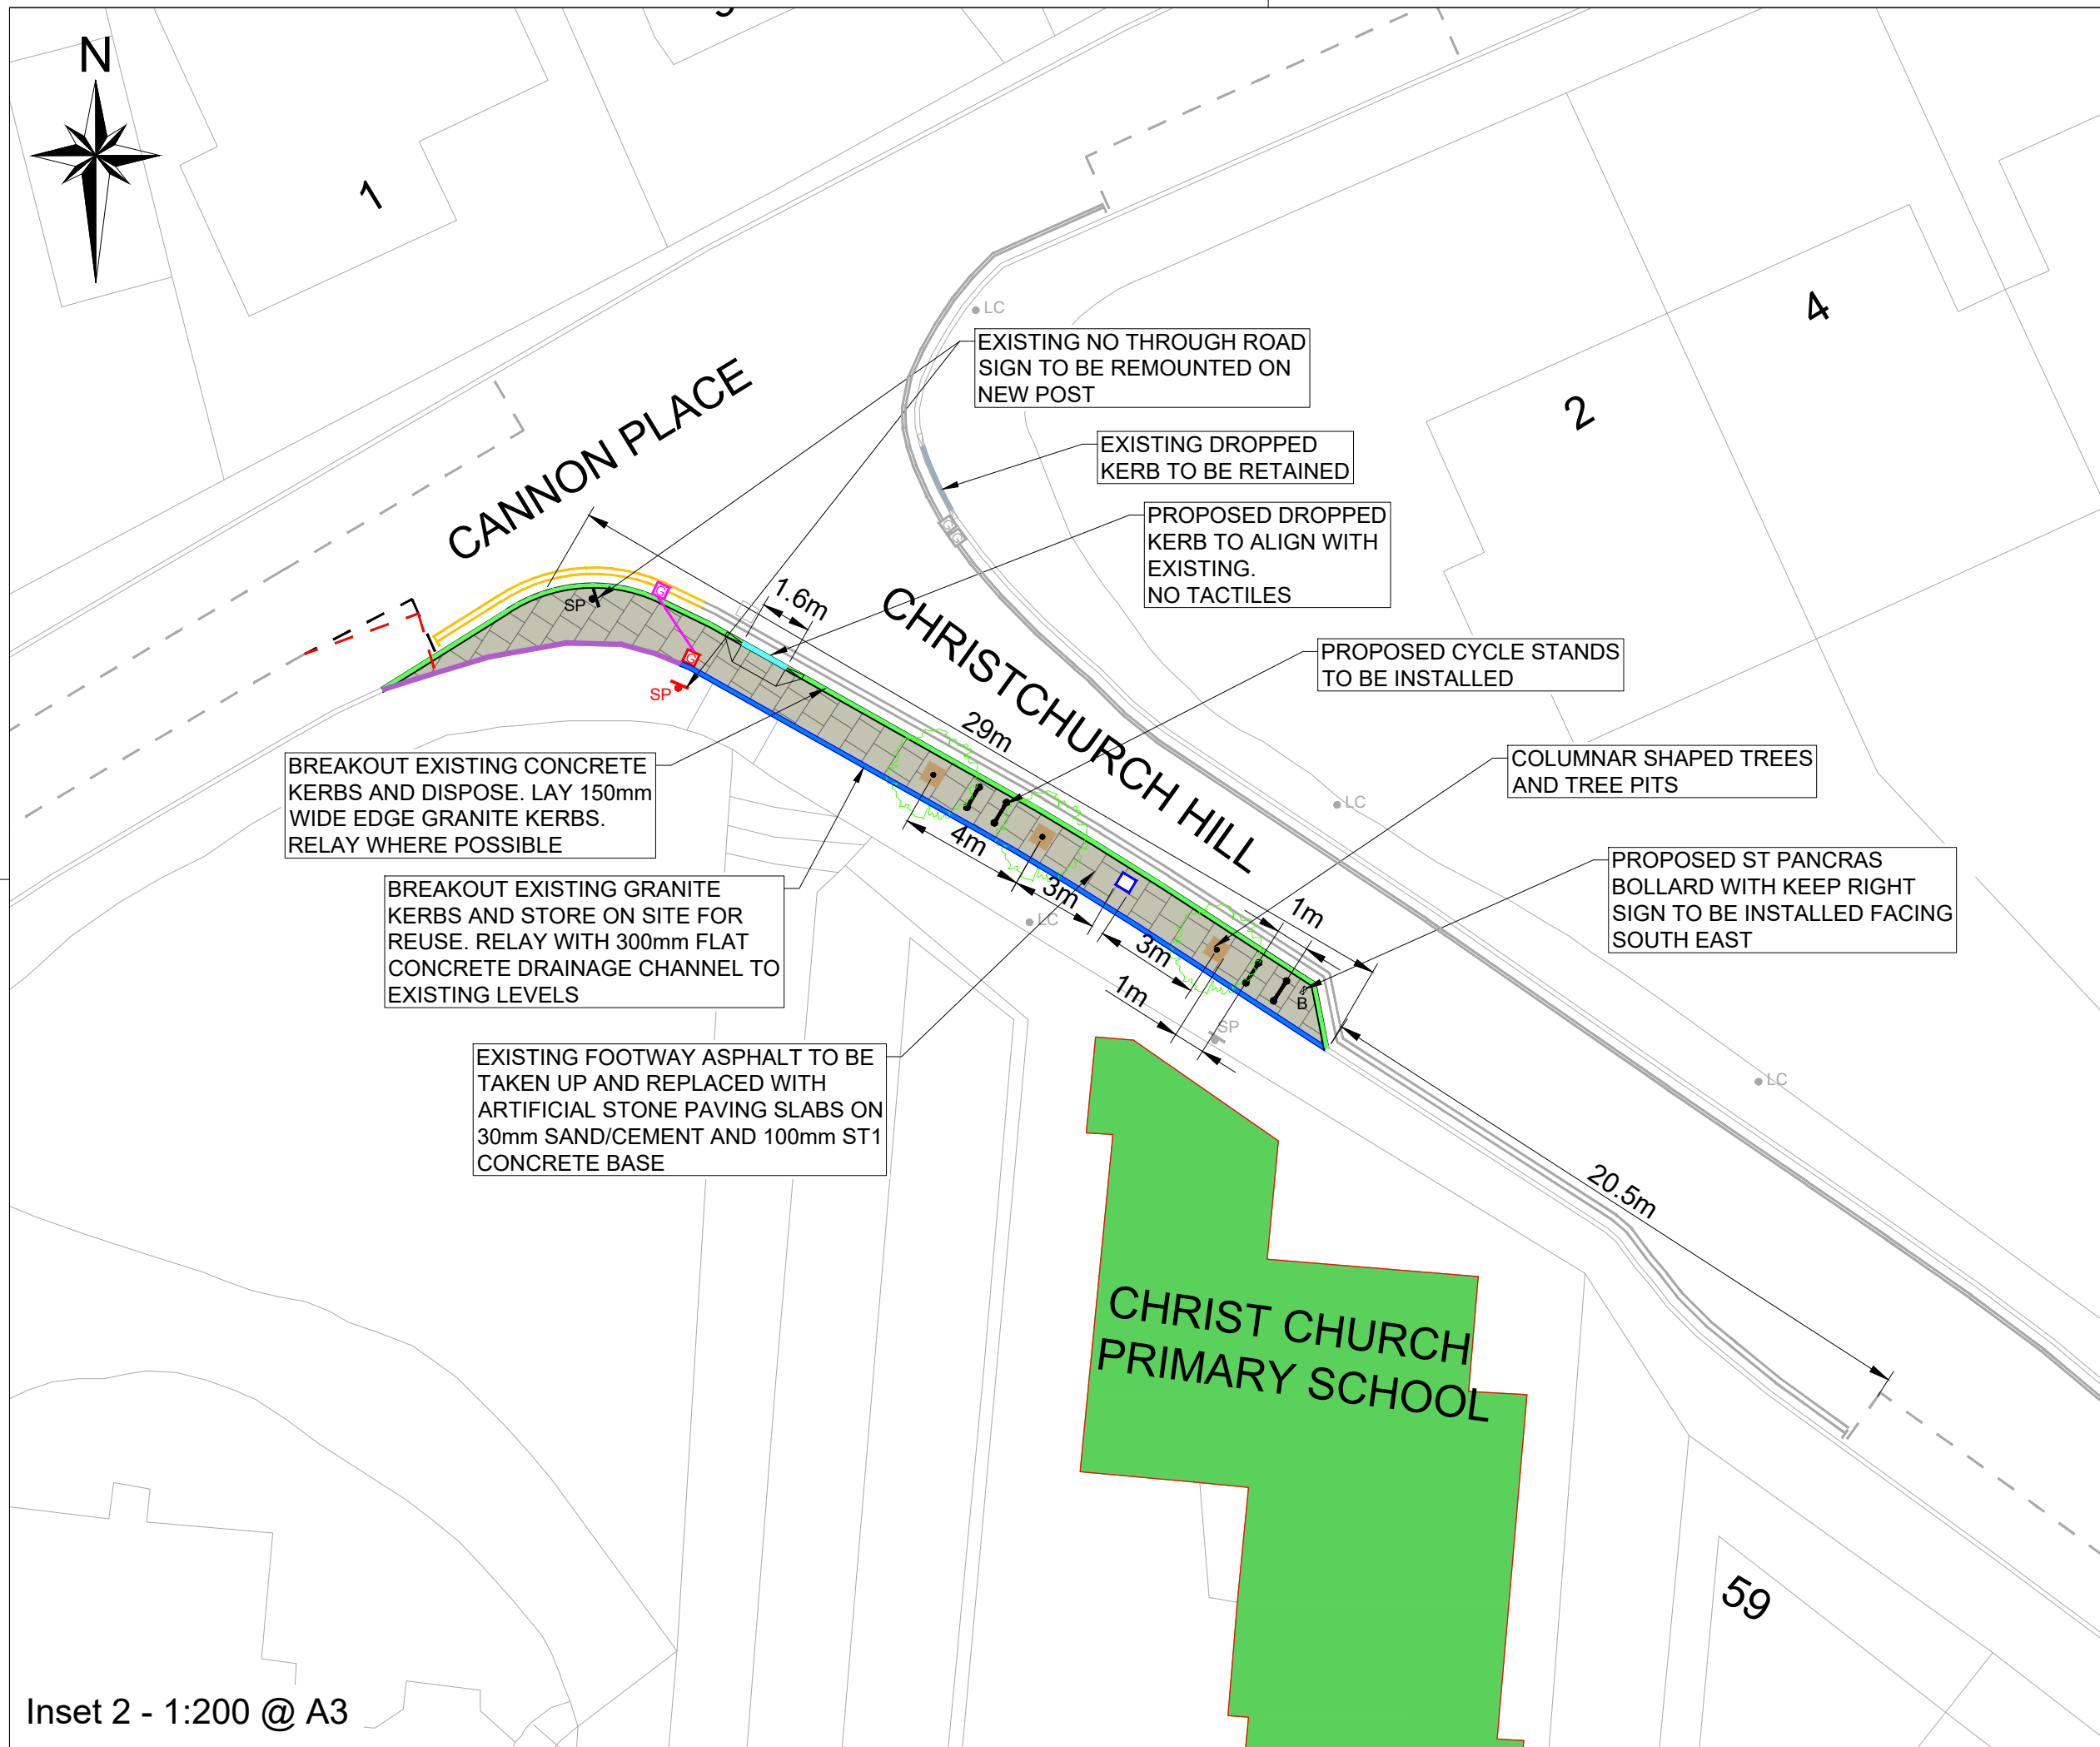 N
1
4
2
LC
EXISTING NO THROUGH ROAD
SIGN TO BE REMOUNTED ON
NEW POST
EXISTING DROPPED
KERB TO BE RETAINED
PROPOSED DROPPED
KERB TO ALIGN WITH
EXISTING.
NO TACTILES
CANNON PLACE
G
G
G
SP
1.6m
CHRISTCHURCH HILL
PROPOSED CYCLE STANDS
TO BE INSTALLED
G
SP
29m
COLUMNAR SHAPED TREES
AND TREE PITS
BREAKOUT EXISTING CONCRETE
KERBS AND DISPOSE. LAY 150mm
WIDE EDGE GRANITE KERBS.
RELAY WHERE POSSIBLE
LC
4m
3m
PROPOSED ST PANCRAS
BOLLARD WITH KEEP RIGHT
SIGN TO BE INSTALLED FACING
SOUTH EAST
BREAKOUT EXISTING GRANITE
KERBS AND STORE ON SITE FOR
REUSE. RELAY WITH 300mm FLAT
CONCRETE DRAINAGE CHANNEL TO
EXISTING LEVELS
LC
1m
3m
1m
B
SP
EXISTING FOOTWAY ASPHALT TO BE
TAKEN UP AND REPLACED WITH
ARTIFICIAL STONE PAVING SLABS ON
30mm SAND/CEMENT AND 100mm ST1
CONCRETE BASE
LC
20.5m
CHRIST CHURCH
PRIMARY SCHOOL
59
Inset 2 - 1:200 @ A3